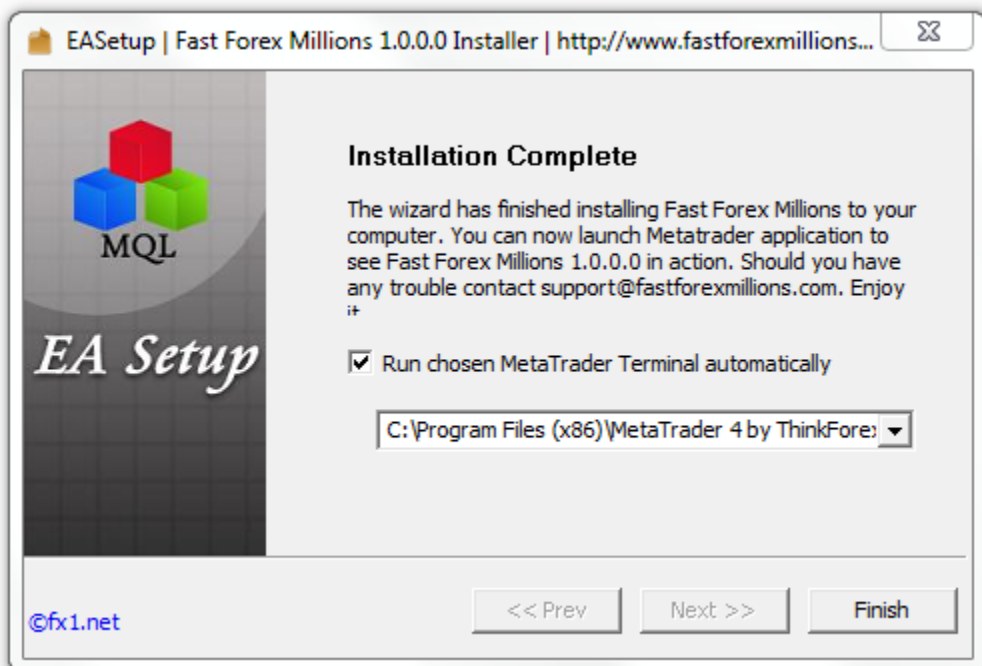 EASetup | Fast Forex Millions 1.0.0.0 Installer | http://www.fastforexmillions...
MQL
EA Setup
Installation Complete
The wizard has finished installing Fast Forex Millions to your
computer. You can now launch Metatrader application to
see Fast Forex Millions 1.0.0.0 in action. Should you have
any trouble contact support@fastforexmillions.com. Enjoy
it
Run chosen MetaTrader Terminal automatically
C:\Program Files (x86)\MetaTrader 4 by ThinkForex
©fx1.net
<< Prev
Next >>
Finish